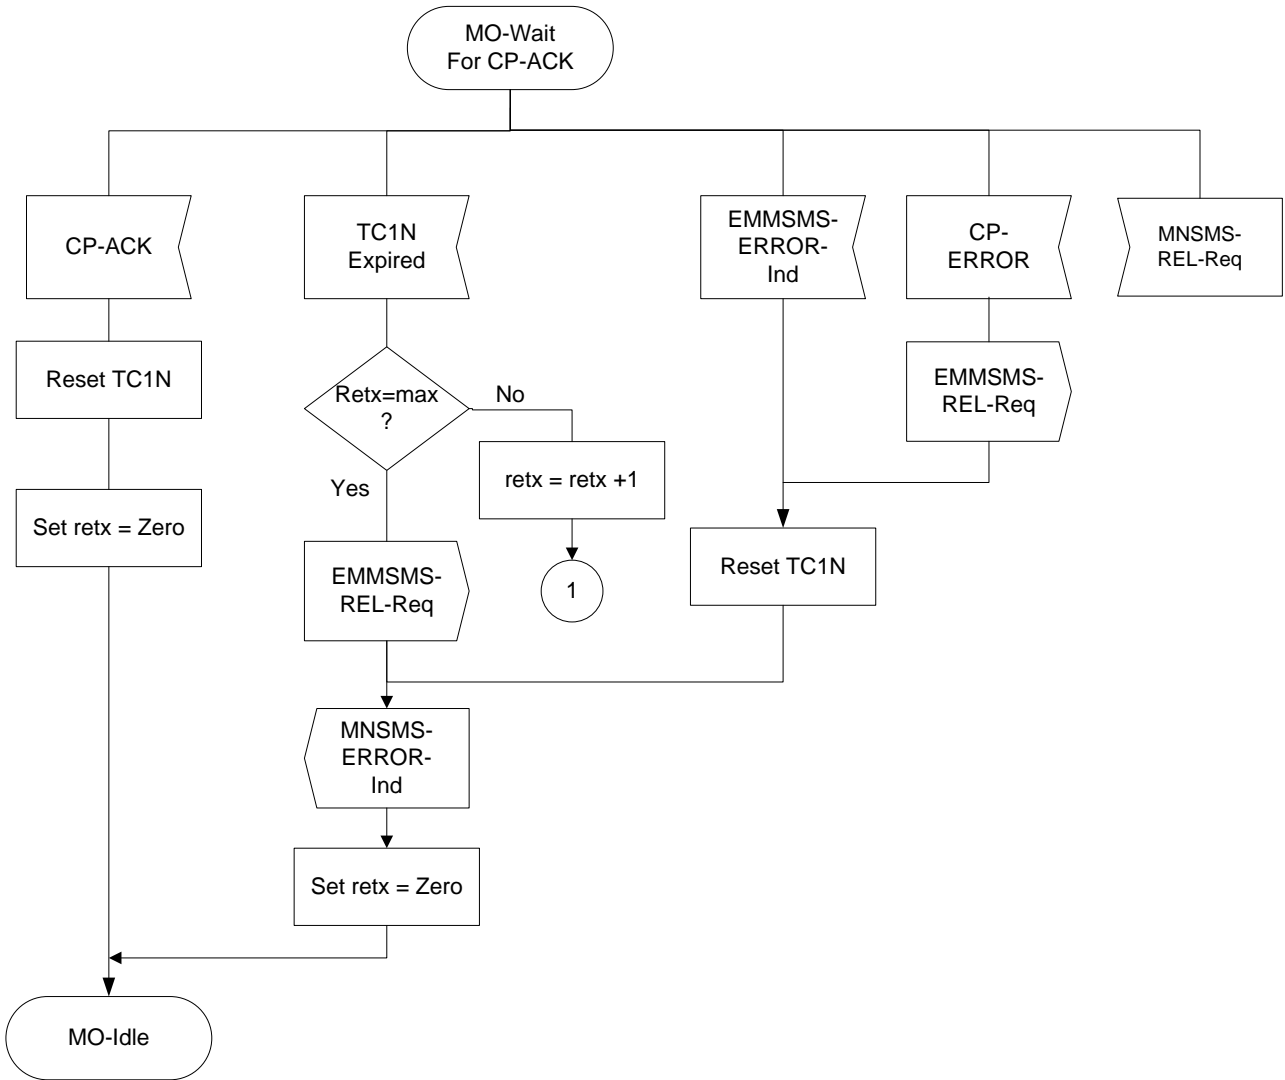 MO-Wait
For CP-ACK
CP-ACK
TC1N
Expired
EMMSMS-
ERROR-
Ind
CP-
ERROR
MNSMS-
REL-Req
Reset TC1N
Retx=max
?
No
EMMSMS-
REL-Req
Yes
retx = retx +1
Set retx = Zero
EMMSMS-
REL-Req
1
Reset TC1N
MNSMS-
ERROR-
Ind
Set retx = Zero
MO-Idle